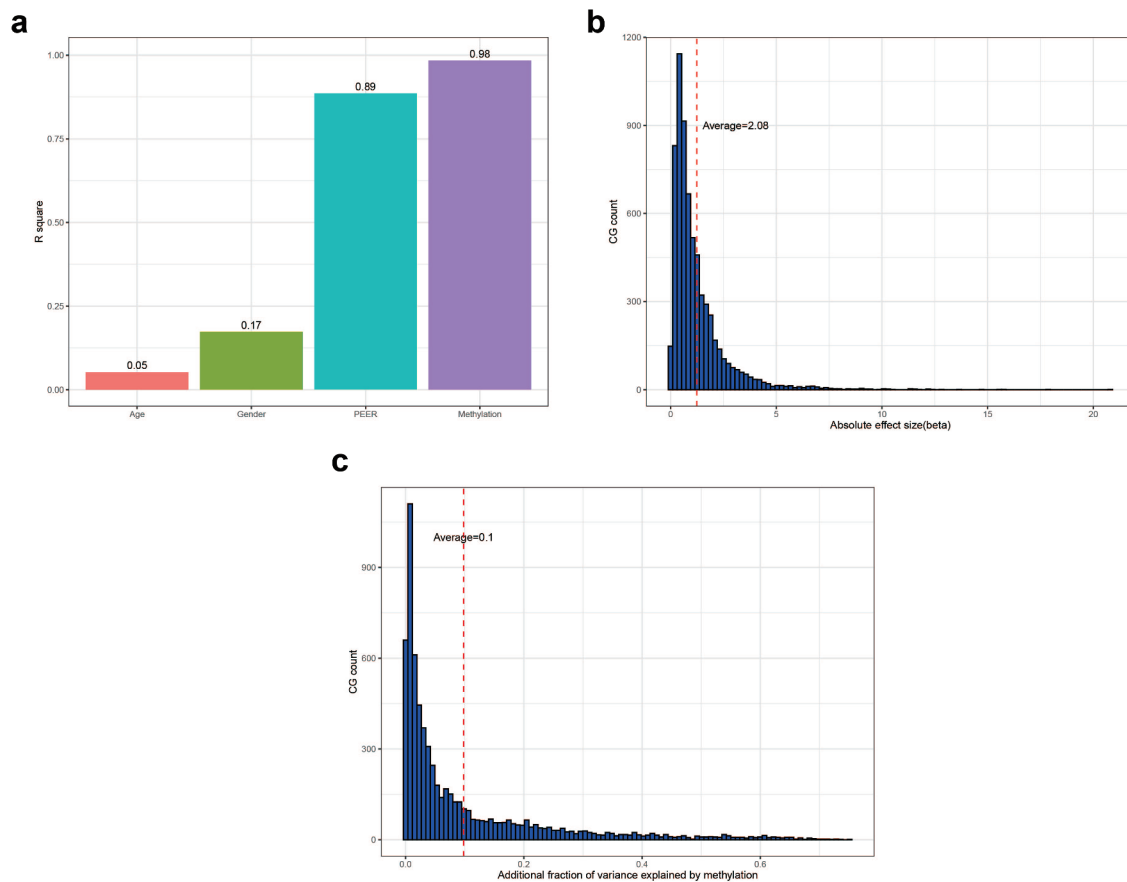 a
1.00
0.75
0.50
0.25
0.00
R square
0.05
0.17
0.89
0.98
Age
Gender
PEER
Methylation
b
1200
900
600
300
0
CG count
Average=2.08
0
5
10
15
20
Absolute effect size(beta)
c
900
600
300
0
CG count
Average=0.1
0.0
0.2
0.4
0.6
Additional fraction of variance explained by methylation